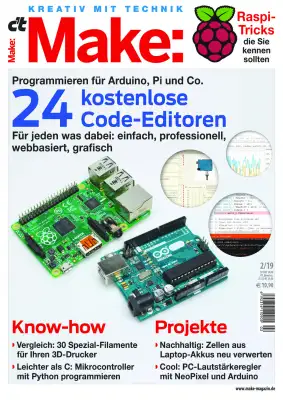 KREATIV MIT TECHNIK
c't
Make:
Make:
Raspi-
Tricks
die Sie
kennen
sollten
Programmieren für Arduino, Pi und Co.
24 kostenlose
Code-Editoren
Für jeden was dabei: einfach, professionell,
webbasiert, grafisch
2/19
€ 10,90
Know-how
Vergleich: 30 Spezial-Filamente
für Ihren 3D-Drucker
Leichter als C: Mikrocontroller
mit Python programmieren
Projekte
Nachhaltig: Zellen aus
Laptop-Akkus neu verwerten
Cool: PC-Lautstärkeregler
mit NeoPixel und Arduino
www.make-magazin.de